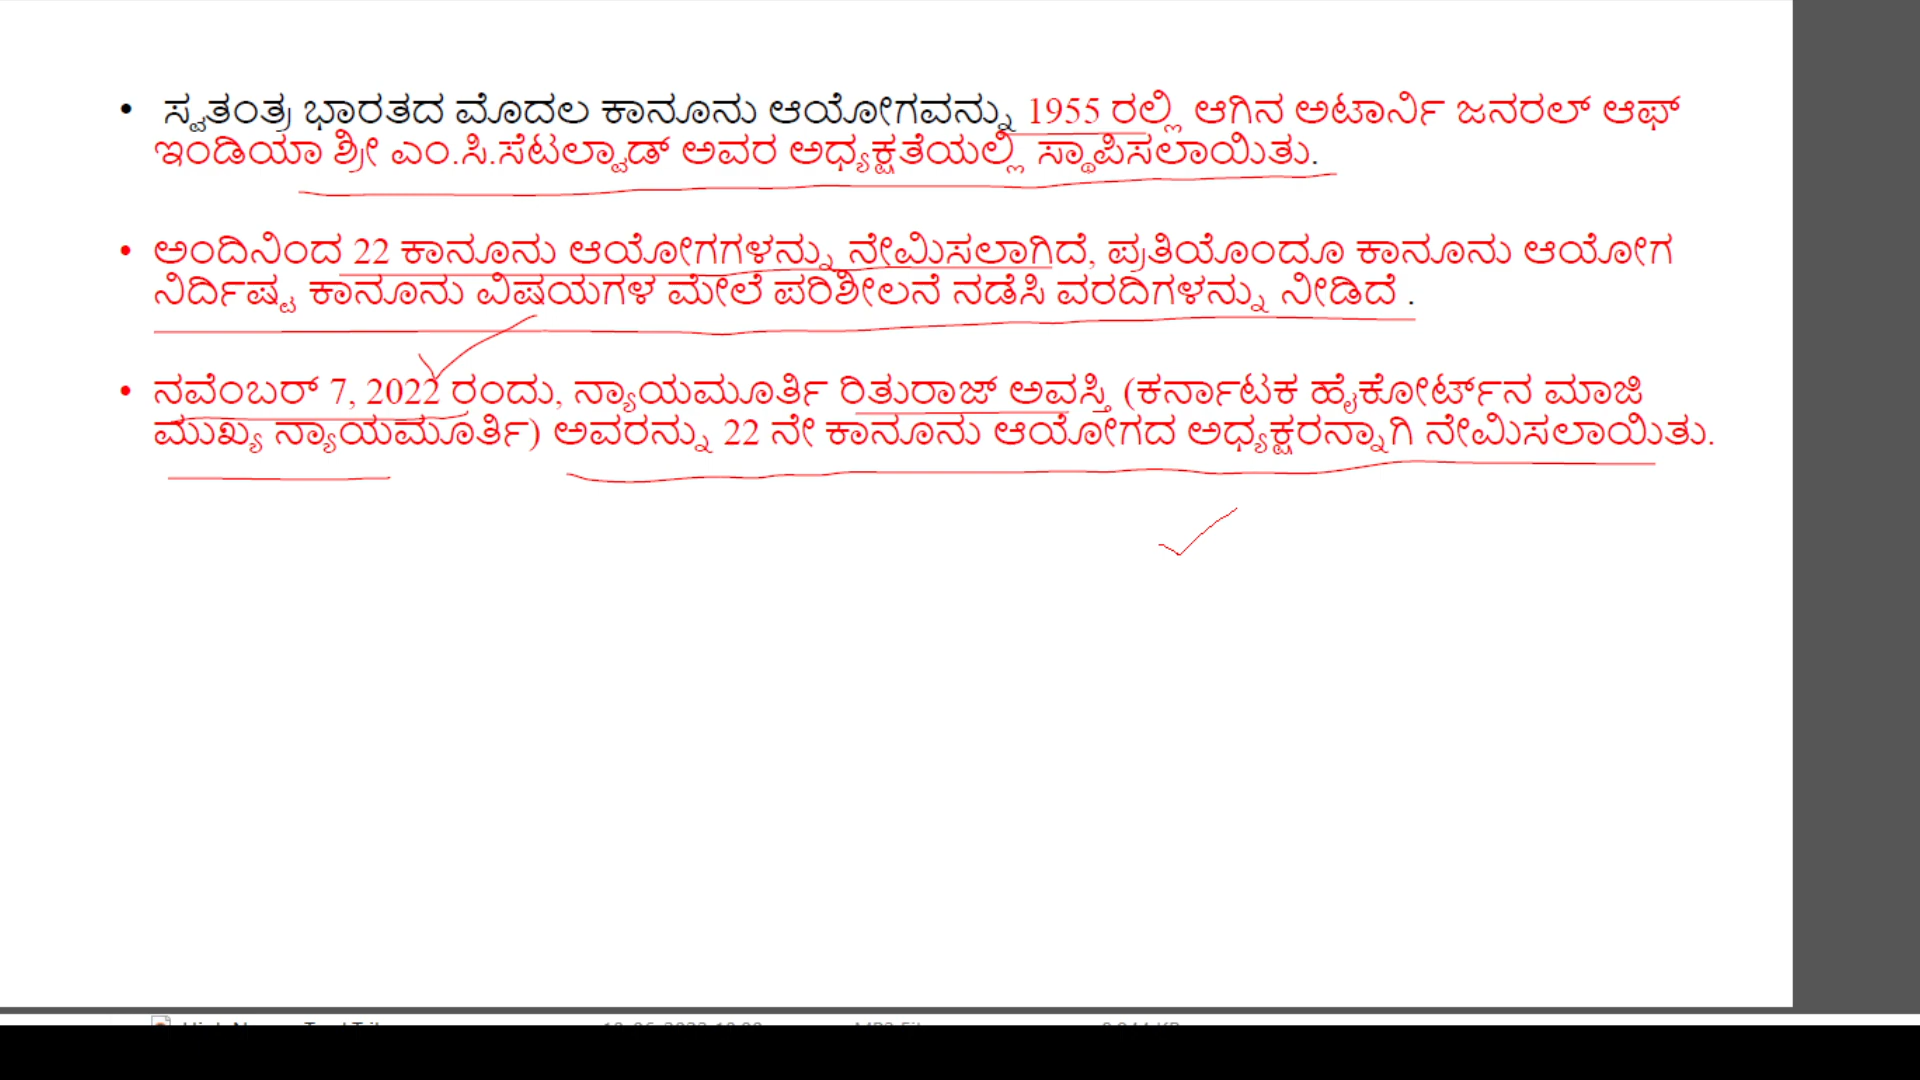 • ಸ್ವತಂತ್ರ ಭಾರತದ ಮೊದಲ ಕಾನೂನು ಆಯೋಗವನ್ನು 1955 ರಲ್ಲಿ ಆಗಿನ ಅಟಾರ್ನಿ ಜನರಲ್ ಆಫ್
ಇಂಡಿಯಾ ಶ್ರೀ ಎಂ.ಸಿ.ಸೆಟಲ್ವಾಡ್ ಅವರ ಅಧ್ಯಕ್ಷತೆಯಲ್ಲಿ ಸ್ಥಾಪಿಸಲಾಯಿತು.
• ಅಂದಿನಿಂದ 22 ಕಾನೂನು ಆಯೋಗಗಳನ್ನು ನೇಮಿಸಲಾಗಿದೆ, ಪ್ರತಿಯೊಂದೂ ಕಾನೂನು ಆಯೋಗ
ನಿರ್ದಿಷ್ಟ ಕಾನೂನು ವಿಷಯಗಳ ಮೇಲೆ ಪರಿಶೀಲನೆ ನಡೆಸಿ ವರದಿಗಳನ್ನು ನೀಡಿದೆ .
• ನವೆಂಬರ್ 7, 2022 ರಂದು, ನ್ಯಾಯಮೂರ್ತಿ ರಿತುರಾಜ್ ಅವಸ್ತಿ (ಕರ್ನಾಟಕ ಹೈಕೋರ್ಟ್‌ನ ಮಾಜಿ
ಮುಖ್ಯ ನ್ಯಾಯಮೂರ್ತಿ) ಅವರನ್ನು 22 ನೇ ಕಾನೂನು ಆಯೋಗದ ಅಧ್ಯಕ್ಷರನ್ನಾಗಿ ನೇಮಿಸಲಾಯಿತು.